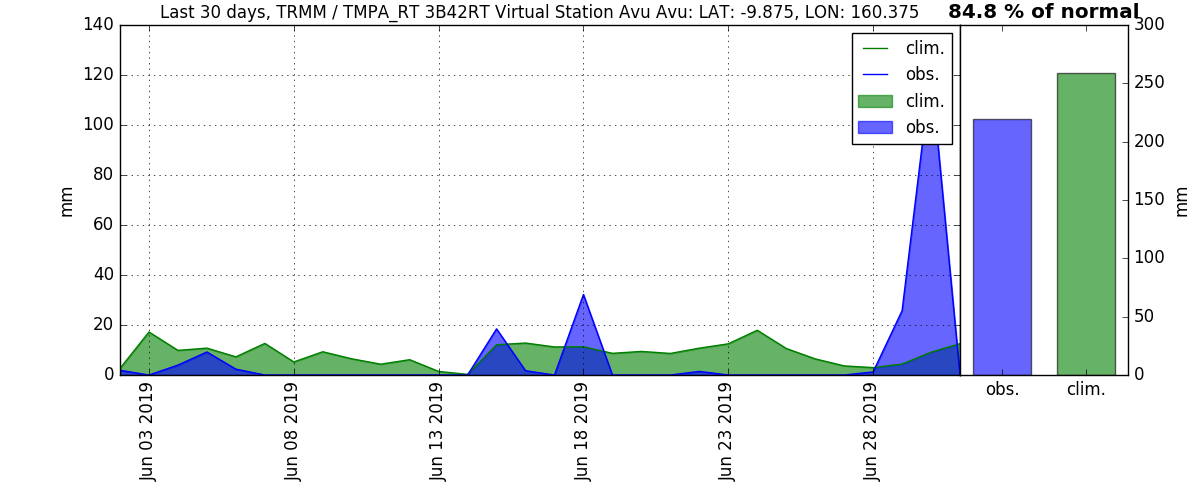 Last 30 days, TRMM / TMPA_RT 3B42RT Virtual Station Avu Avu: LAT: -9.875, LON: 160.375
84.8 % of normal
140
120
100
80
60
40
20
0
mm
clim.
obs.
clim.
obs.
Jun 03 2019
Jun 08 2019
Jun 13 2019
Jun 18 2019
Jun 23 2019
Jun 28 2019
300
250
200
150
100
50
0
mm
obs.
clim.